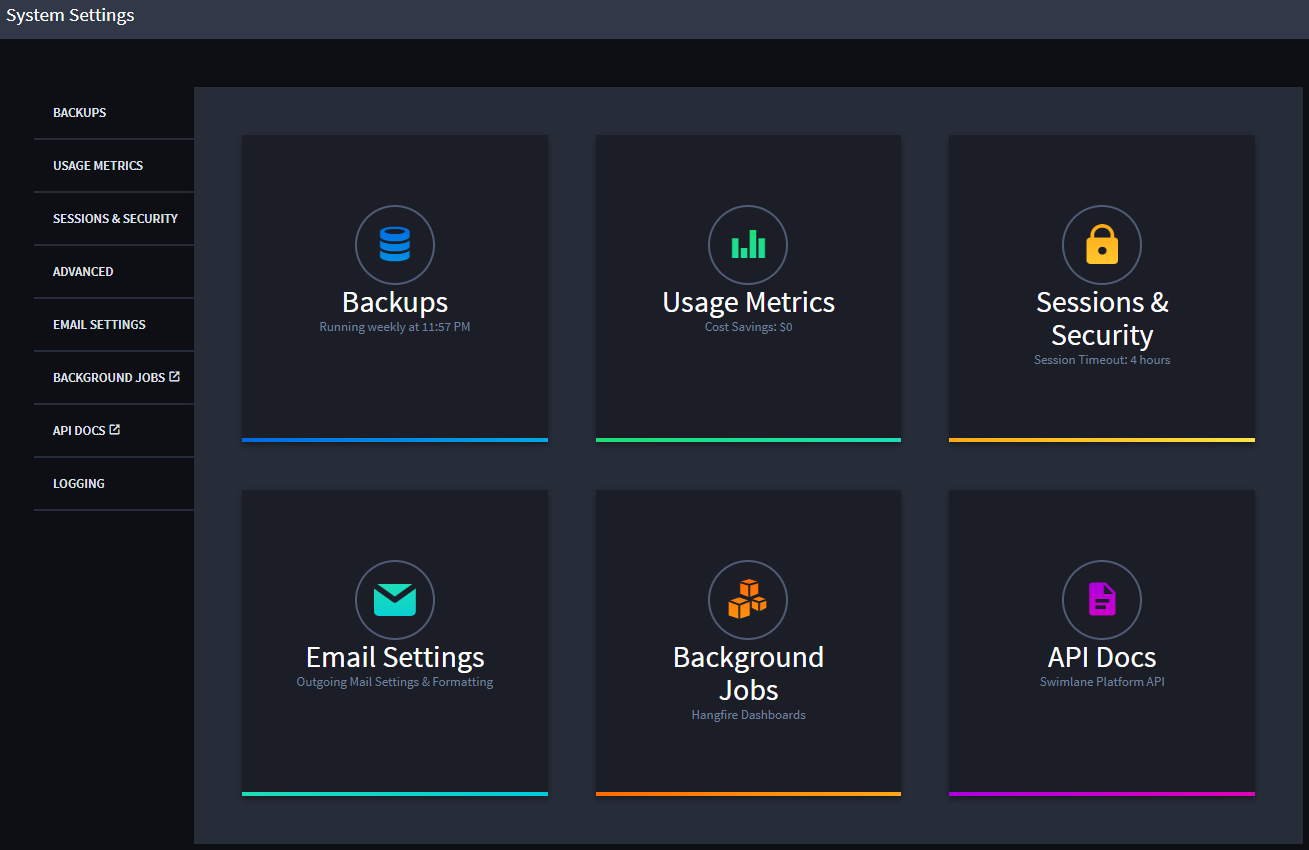 System Settings
BACKUPS
USAGE METRICS
SESSIONS & SECURITY
ADVANCED
EMAIL SETTINGS
BACKGROUND JOBS
API DOCS
LOGGING
Backups
Running weekly at 11:57 PM
Usage Metrics
Cost Savings: $0
Sessions &
Security
Session Timeout: 4 hours
Email Settings
Outgoing Mail Settings & Formatting
Background
Jobs
Hangfire Dashboards
API Docs
Swimlane Platform API